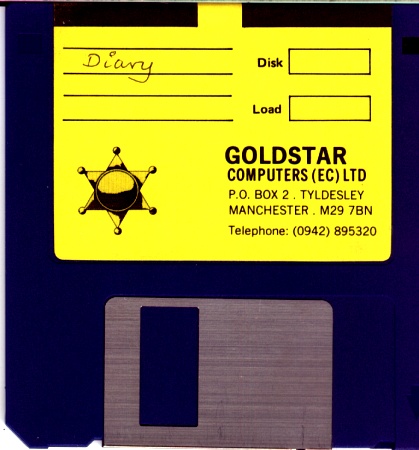 Diary
Disk
Load
GOLDSTAR
COMPUTERS (EC) LTD
P.O. BOX 2 . TYLDESLEY
MANCHESTER . M29 7BN
Telephone: (0942) 895320